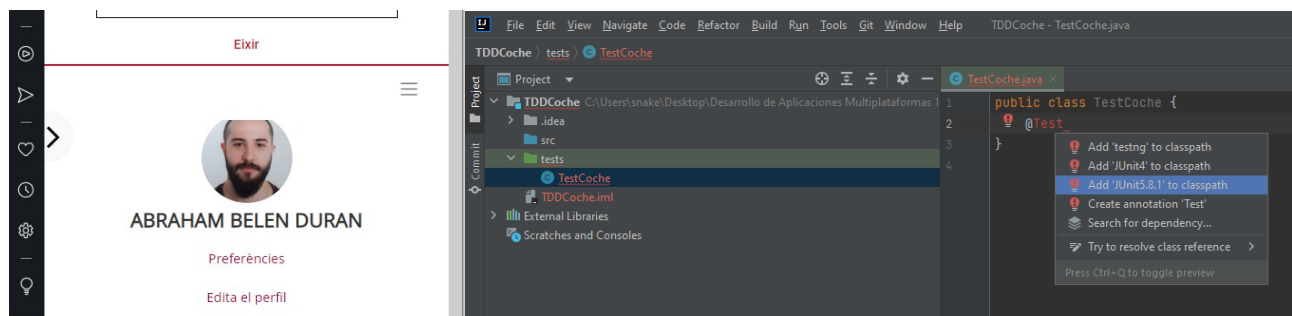 Eixir
ABRAHAM BELEN DURAN
Preferències
Edita el perfil
File Edit View Navigate Code Refactor Build Run Tools Git Window Help TDDCoche - TestCoche.java
TDDCoche tests TestCoche
Project
Commit
Project
TDDCoche C:\Users\snake\Desktop\Desarrollo de Aplicaciones Multiplataformas 1
.idea
src
tests
TestCoche
TDDCoche.iml
External Libraries
Scratches and Consoles
TestCoche.java
1 public class TestCoche {
2 @Test
3 }
4
Add 'testng' to classpath
Add 'JUnit4' to classpath
Add 'JUnit5.8.1' to classpath
Create annotation 'Test'
Search for dependency...
Try to resolve class reference
Press Ctrl+Q to toggle preview